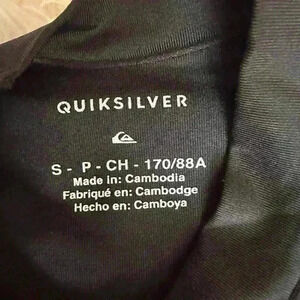 QUIKSILVER
S - P - CH - 170/88A
Made in: Cambodia
Fabriqué en: Cambodge
Hecho en: Camboya